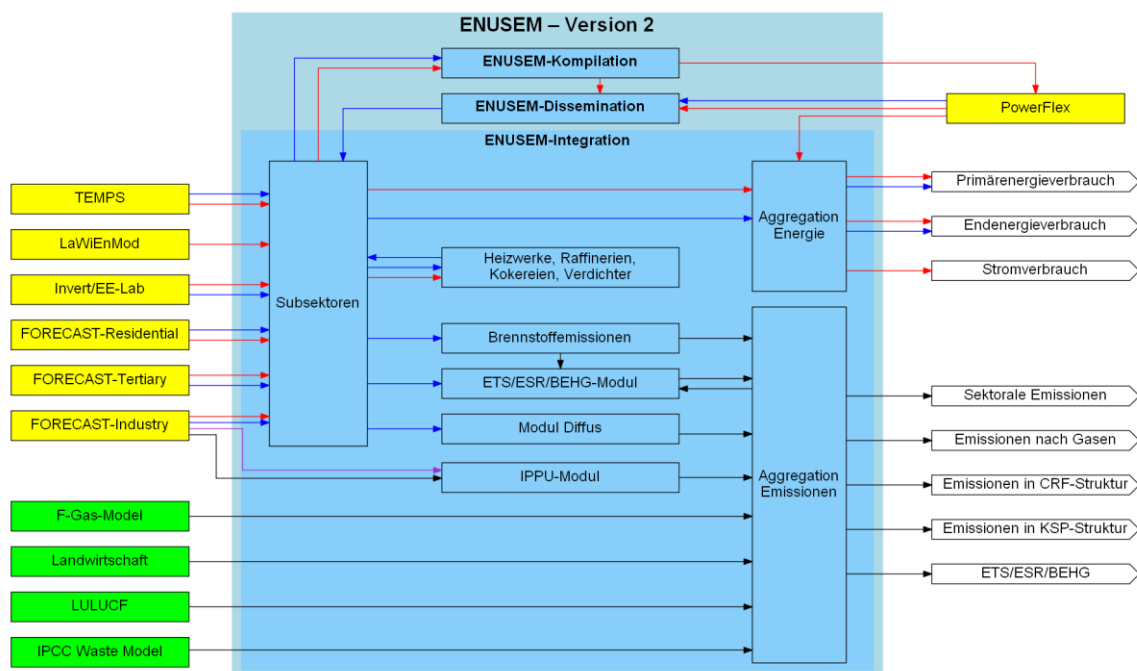 ENUSEM – Version 2
ENUSEM-Kompilation
ENUSEM-Dissemination
PowerFlex
ENUSEM-Integration
TEMPS
LaWiEnMod
Invert/EE-Lab
FORECAST-Residential
FORECAST-Tertiary
FORECAST-Industry
F-Gas-Model
Landwirtschaft
LULUCF
IPCC Waste Model
Subsektoren
Heizwerke, Raffinerien,
Kokereien, Verdichter
Brennstoffemissionen
ETS/ESR/BEHG-Modul
Modul Diffus
IPPU-Modul
Aggregation
Energie
Aggregation
Emissionen
Primärenergieverbrauch
Endenergieverbrauch
Stromverbrauch
Sektorale Emissionen
Emissionen nach Gasen
Emissionen in CRF-Struktur
Emissionen in KSP-Struktur
ETS/ESR/BEHG